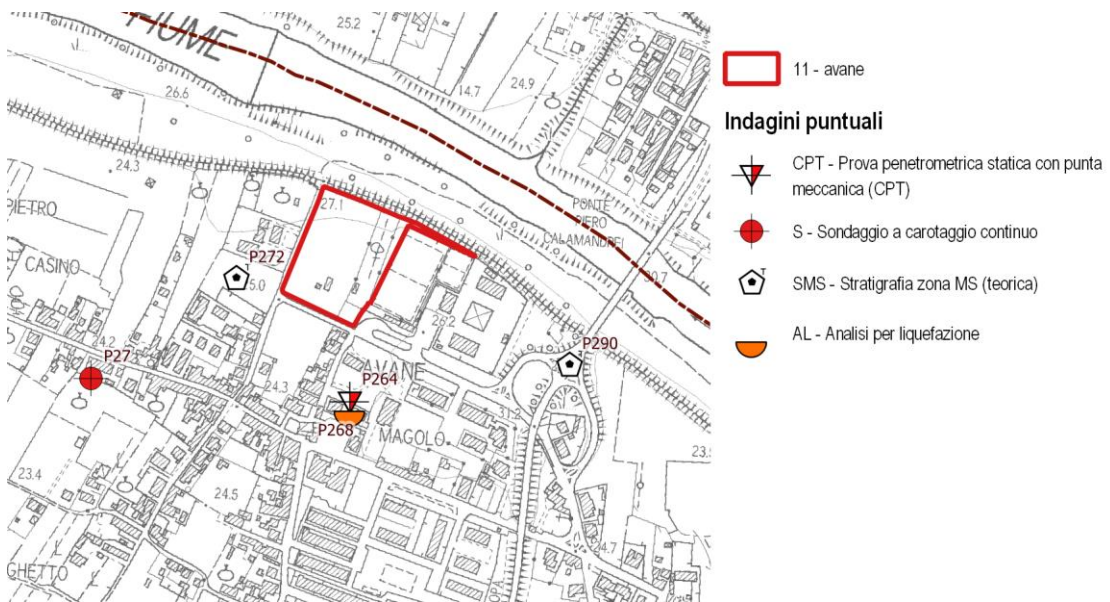 FIUME
25.2
26.6
14.7
24.9
24.3
PIETRO
27.1
PONTE
PIERO
CALAMANDREI
CASINO
P272
30.7
26.2
24.2
P27
P290
AVANE
24.3
P264
31.2
P268
MAGOLO
23.4
24.5
24.7
GHETTO
11 - avane
Indagini puntuali
CPT - Prova penetrometrica statica con punta
meccanica (CPT)
S - Sondaggio a carotaggio continuo
T
SMS - Stratigrafia zona MS (teorica)
AL - Analisi per liquefazione